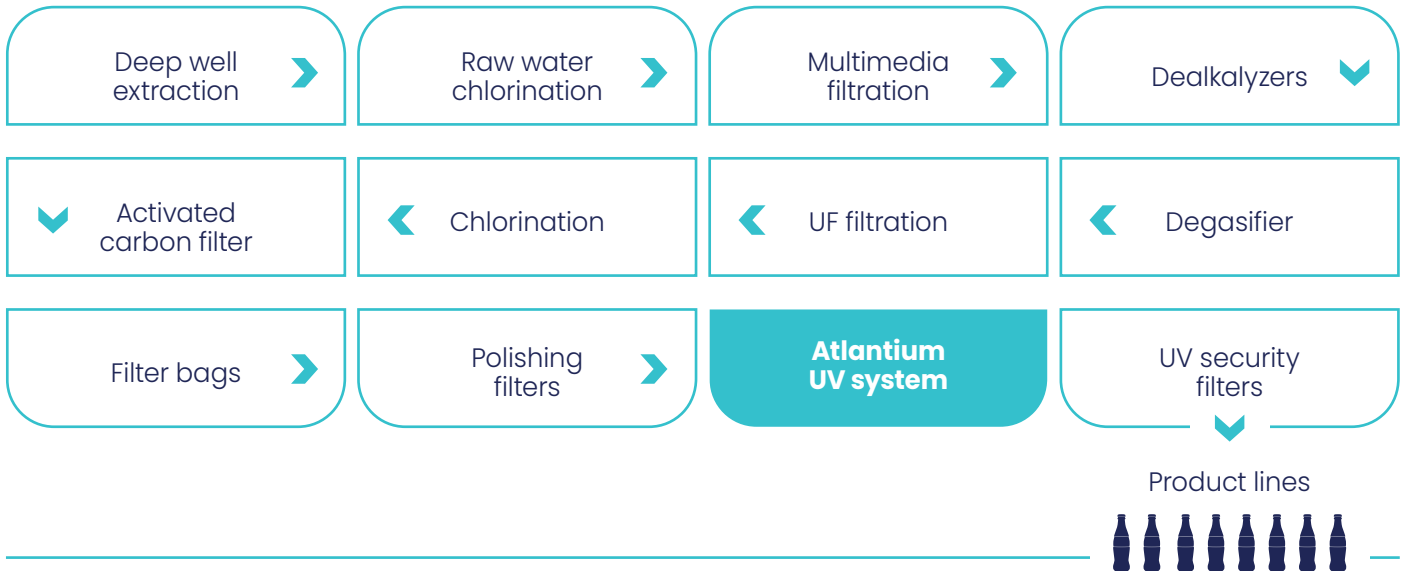 Deep well
extraction
Raw water
chlorination
Multimedia
filtration
Dealkalyzers
Activated
carbon filter
Chlorination
UF filtration
Degasifier
Filter bags
Polishing
filters
Atlantium
UV system
UV security
filters
Product lines